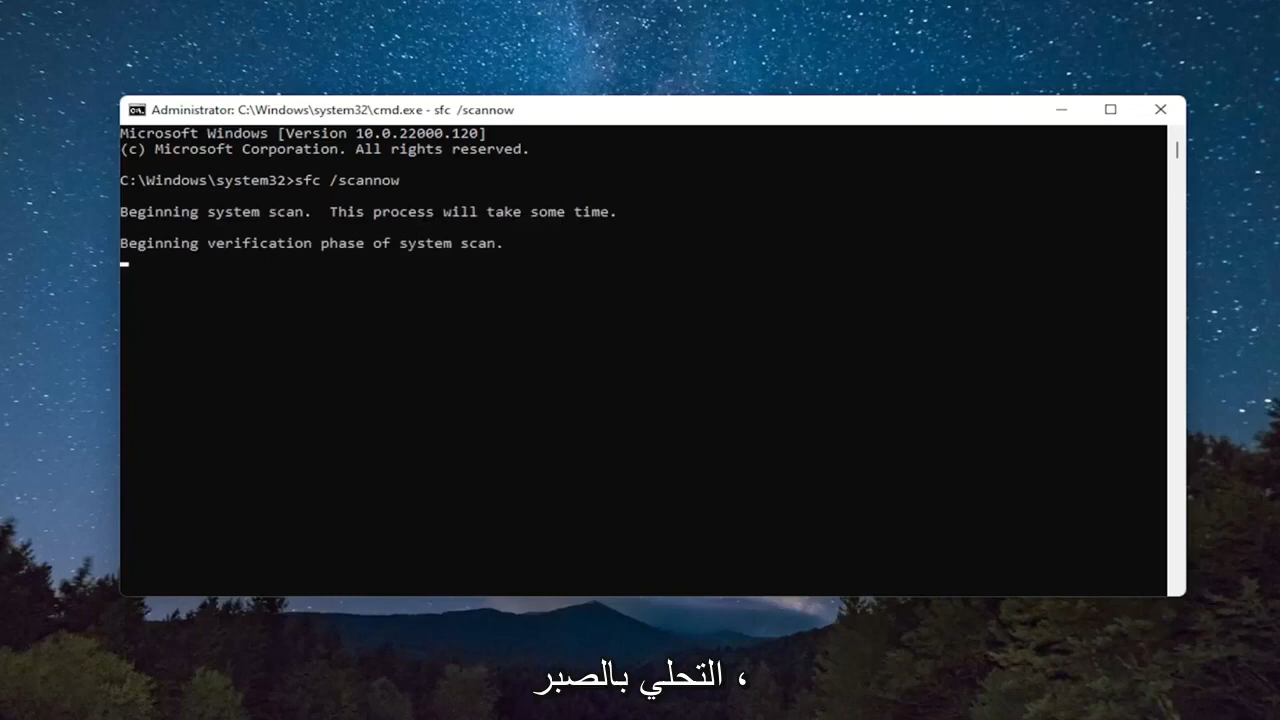 Administrator: C:\Windows\system32\cmd.exe - sfc /scannow
Microsoft Windows [Version 10.0.22000.120]
(c) Microsoft Corporation. All rights reserved.
C:\Windows\system32>sfc /scannow
Beginning system scan. This process will take some time.
Beginning verification phase of system scan.
، التحلي بالصبر